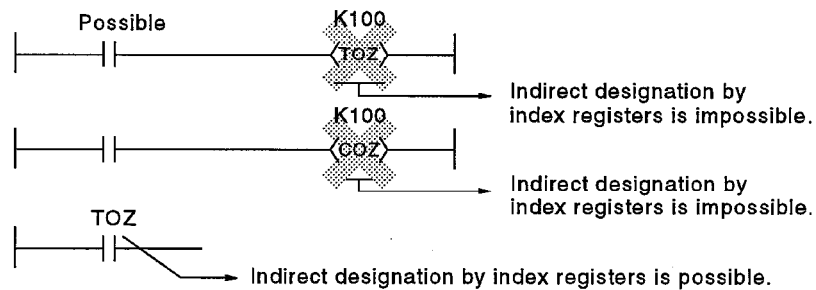 Possible
K100
TOZ
Indirect designation by
index registers is impossible.
K100
COZ
Indirect designation by
index registers is impossible.
TOZ
Indirect designation by index registers is possible.